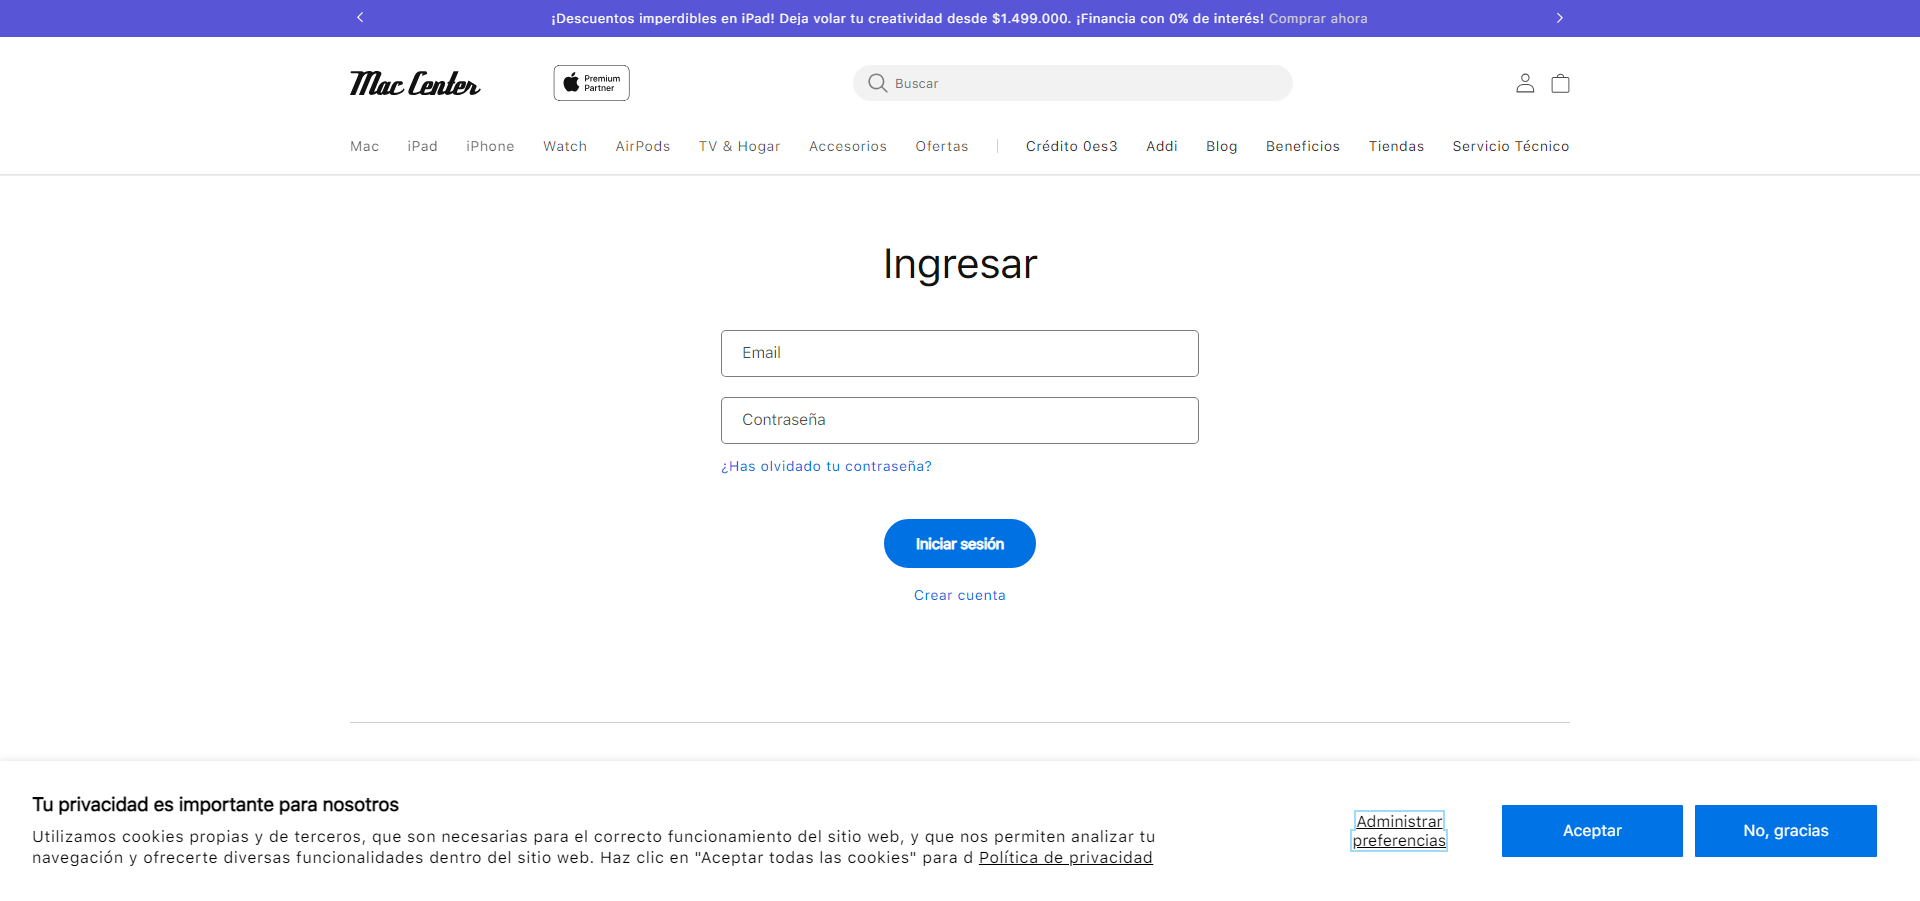 ¡Descuentos imperdibles en iPad! Deja volar tu creatividad desde $1.499.000. ¡Financia con 0% de interés! Comprar ahora
Mac Center
Premium
Partner
Buscar
Mac iPad iPhone Watch AirPods TV & Hogar Accesorios Ofertas Crédito 0es3 Addi Blog Beneficios Tiendas Servicio Técnico
Ingresar
Email
Contraseña
¿Has olvidado tu contraseña?
Iniciar sesión
Crear cuenta
Tu privacidad es importante para nosotros
Utilizamos cookies propias y de terceros, que son necesarias para el correcto funcionamiento del sitio web, y que nos permiten analizar tu
navegación y ofrecerte diversas funcionalidades dentro del sitio web. Haz clic en "Aceptar todas las cookies" para d Política de privacidad
Administrar
preferencias
Aceptar
No, gracias